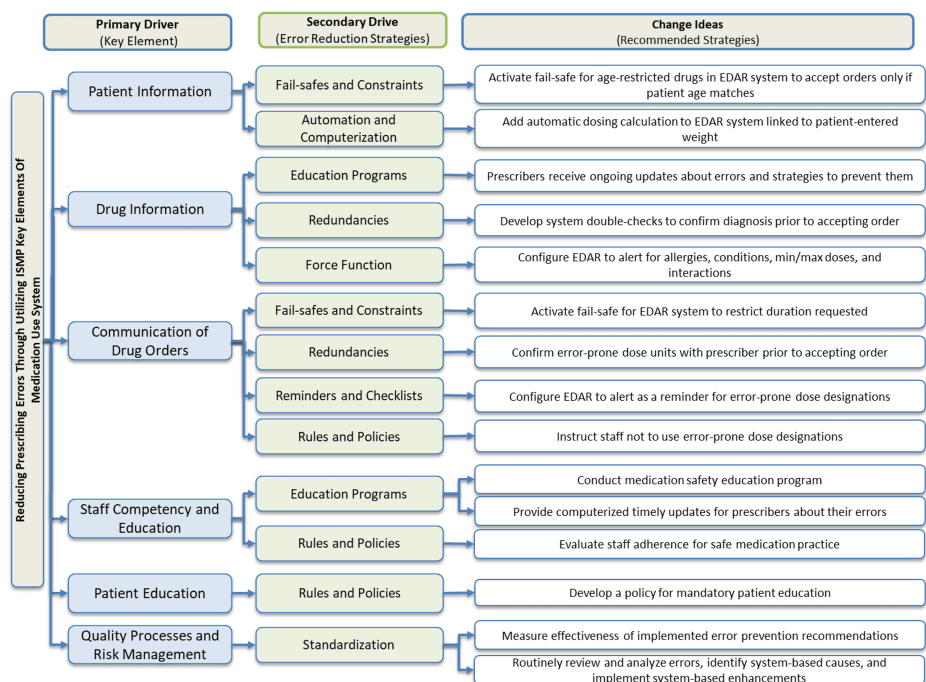 Primary Driver
(Key Element)
Secondary Drive
(Error Reduction Strategies)
Change Ideas
(Recommended Strategies)
Reducing Prescribing Errors Through Utilizing ISMP Key Elements Of
Medication Use System
Patient Information
Fail-safes and Constraints
Activate fail-safe for age-restricted drugs in EDAR system to accept orders only if
patient age matches
Automation and
Computerization
Add automatic dosing calculation to EDAR system linked to patient-entered
weight
Drug Information
Education Programs
Prescribers receive ongoing updates about errors and strategies to prevent them
Redundancies
Develop system double-checks to confirm diagnosis prior to accepting order
Force Function
Configure EDAR to alert for allergies, conditions, min/max doses, and
interactions
Communication of
Drug Orders
Fail-safes and Constraints
Activate fail-safe for EDAR system to restrict duration requested
Redundancies
Confirm error-prone dose units with prescriber prior to accepting order
Reminders and Checklists
Configure EDAR to alert as a reminder for error-prone dose designations
Rules and Policies
Instruct staff not to use error-prone dose designations
Staff Competency and
Education
Education Programs
Conduct medication safety education program
Provide computerized timely updates for prescribers about their errors
Rules and Policies
Evaluate staff adherence for safe medication practice
Patient Education
Rules and Policies
Develop a policy for mandatory patient education
Quality Processes and
Risk Management
Standardization
Measure effectiveness of implemented error prevention recommendations
Routinely review and analyze errors, identify system-based causes, and
implement system-based enhancements